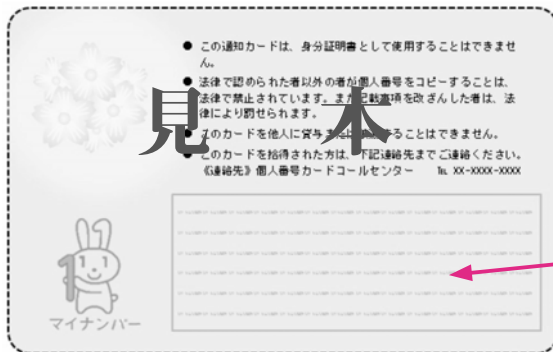 ● この通知カードは、身分証明書として使用することはできませ
ん。
● 法律で認められた者以外の者が個人番号をコピーすることは、
法律で禁止されています。また記載事項を改ざんした者は、法
律により罰せられます。
見本
このカードを他人に貸与または することはできません。
● このカードを拾得された方は、下記連絡先までご連絡ください。
《連絡先》個人番号カードコールセンター ℡ XX-XXXX-XXXX
マイナンバー